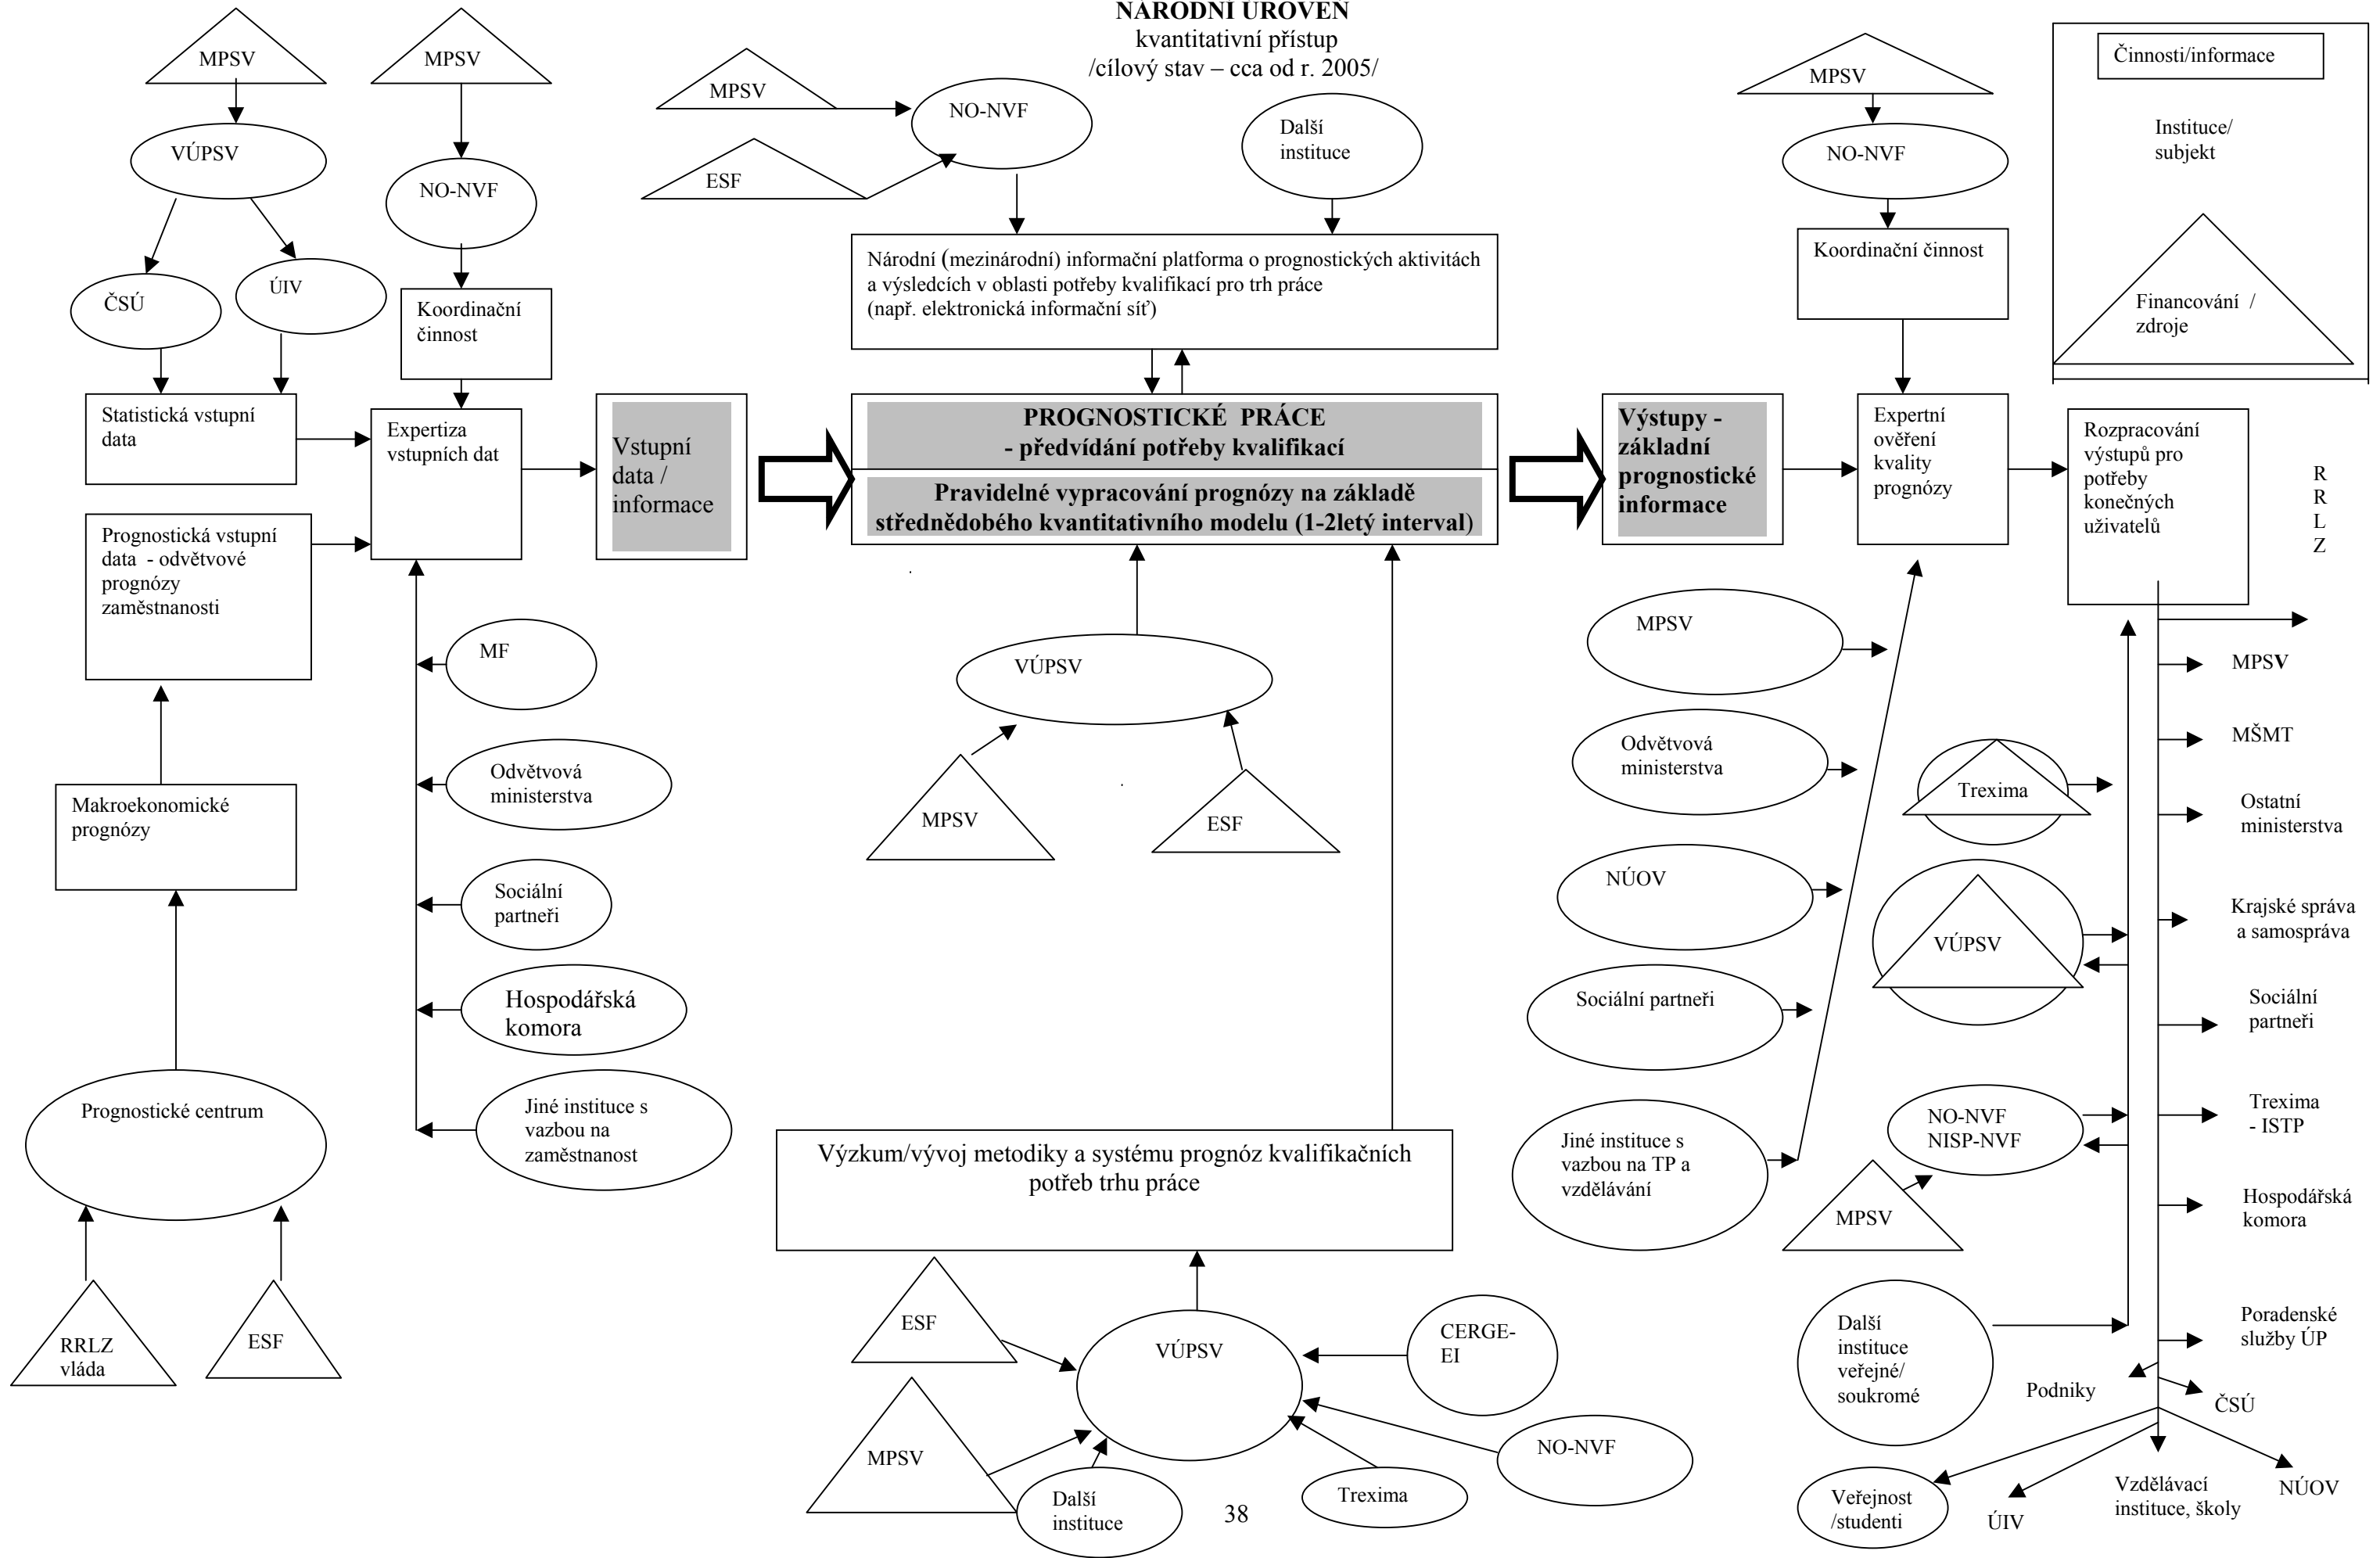 NÁRODNÍ ÚROVEŇ
kvantitativní přístup
/cílový stav – cca od r. 2005/
MPSV
VÚPSV
ČSÚ
ÚIV
MPSV
NO-NVF
Koordinační
činnost
MPSV
ESF
NO-NVF
Další
instituce
Národní (mezinárodní) informační platforma o prognostických aktivitách
a výsledcích v oblasti potřeby kvalifikací pro trh práce
(např. elektronická informační síť)
MPSV
NO-NVF
Koordinační činnost
Činnosti/informace
Instituce/
subjekt
Financování /
zdroje
Statistická vstupní
data
Prognostická vstupní
data - odvětvové
prognózy
zaměstnanosti
Expertiza
vstupních dat
Vstupní
data /
informace
PROGNOSTICKÉ PRÁCE
- předvídání potřeby kvalifikací
Pravidelné vypracování prognózy na základě
střednědobého kvantitativního modelu (1-2letý interval)
Výstupy -
základní
prognostické
informace
Expertní
ověření
kvality
prognózy
Rozpracování
výstupů pro
potřeby
konečných
uživatelů
R
R
L
Z
Makroekonomické
prognózy
Prognostické centrum
RRLZ
vláda
ESF
MF
Odvětvová
ministerstva
Sociální
partneři
Hospodářská
komora
Jiné instituce s
vazbou na
zaměstnanost
VÚPSV
MPSV
ESF
Výzkum/vývoj metodiky a systému prognóz kvalifikačních
potřeb trhu práce
ESF
MPSV
VÚPSV
CERGE-
EI
NO-NVF
Trexima
Další
instituce
MPSV
Odvětvová
ministerstva
NÚOV
Sociální partneři
Jiné instituce s
vazbou na TP a
vzdělávání
Trexima
VÚPSV
NO-NVF
NISP-NVF
MPSV
Další
instituce
veřejné/
soukromé
MPSV
MŠMT
Ostatní
ministerstva
Krajské správa
a samospráva
Sociální
partneři
Trexima
- ISTP
Hospodářská
komora
Poradenské
služby ÚP
Podniky
ČSÚ
Veřejnost
/studenti
ÚIV
Vzdělávací
instituce, školy
NÚOV
38